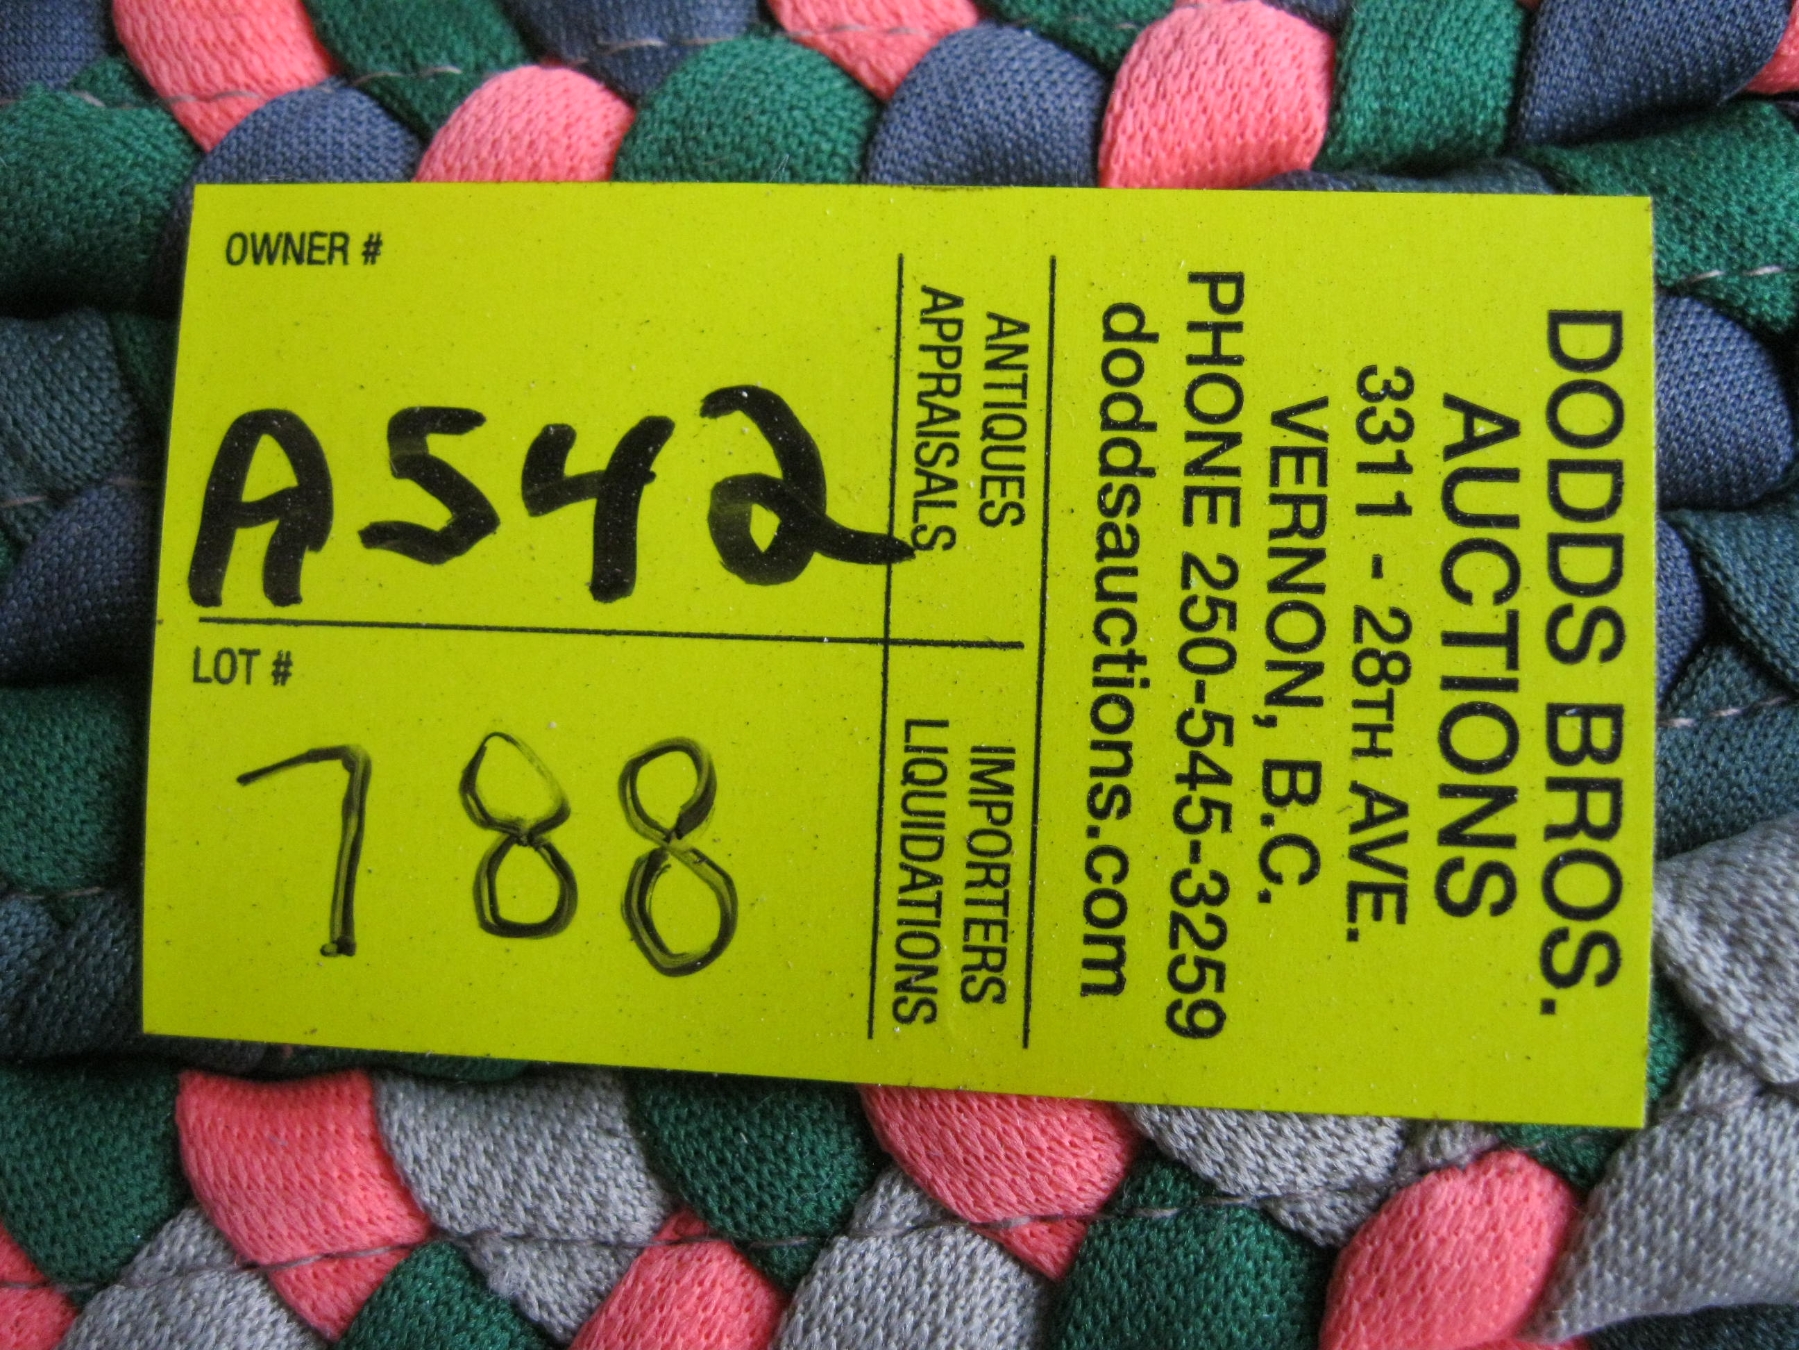 OWNER #
A542
LOT #
788
ANTIQUES
APPRAISALS
IMPORTERS
LIQUIDATIONS
DODDS BROS.
AUCTIONS
3311 - 28TH AVE.
VERNON, B.C.
PHONE 250-545-3259
doddsauctions.com